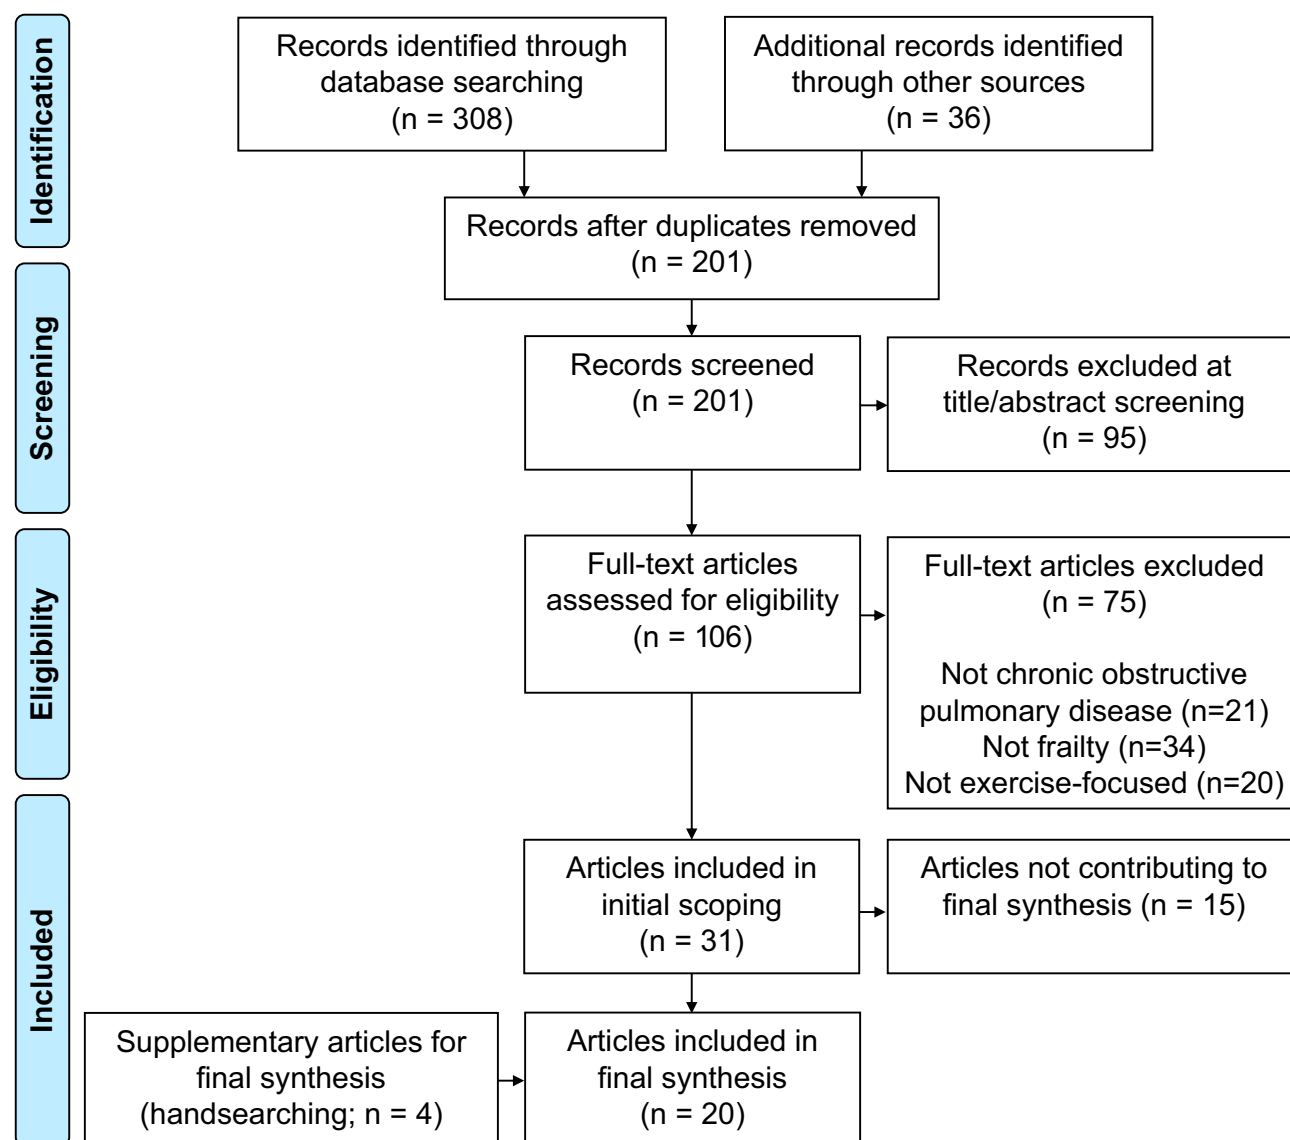 Identification
Records identified through
database searching
(n = 308)
Additional records identified
through other sources
(n = 36)
Records after duplicates removed
(n = 201)
Screening
Records screened
(n = 201)
Records excluded at
title/abstract screening
(n = 95)
Eligibility
Full-text articles
assessed for eligibility
(n = 106)
Full-text articles excluded
(n = 75)
Not chronic obstructive
pulmonary disease (n=21)
Not frailty (n=34)
Not exercise-focused (n=20)
Included
Articles included in
initial scoping
(n = 31)
Articles not contributing to
final synthesis (n = 15)
Supplementary articles for
final synthesis
(handsearching; n = 4)
Articles included in
final synthesis
(n = 20)